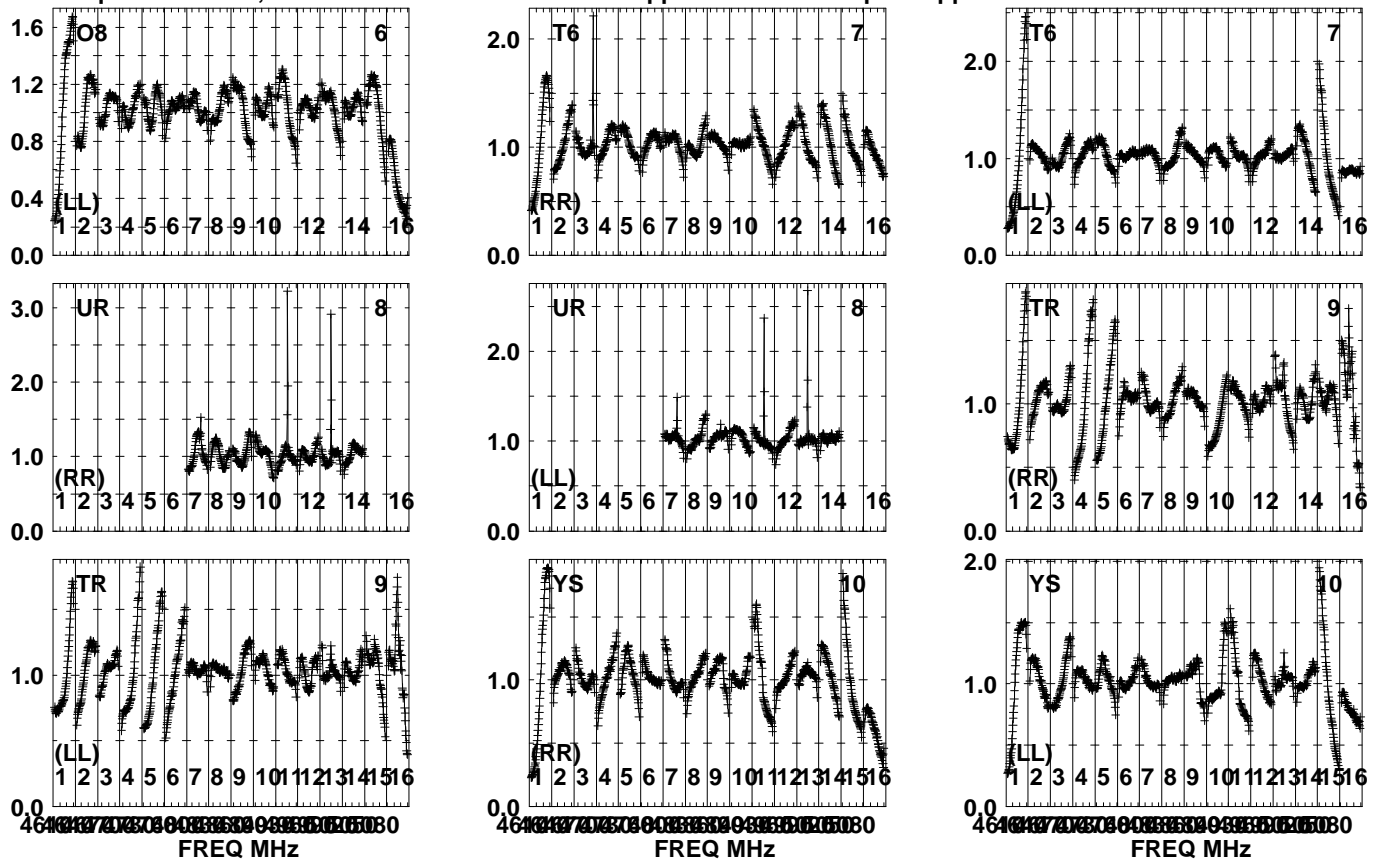 1.6 O8 6
1.2
0.8
0.4 (LL)
1 2 3 4 5 6 7 8 9 10 12 14 16
0.0
2.0 T6 7
1.0
(RR)
1 2 3 4 5 6 7 8 9 10 12 14 16
0.0
T6 7
2.0
1.0
(LL)
1 2 3 4 5 6 7 8 9 10 12 14 16
0.0
3.0 UR 8
2.0
1.0
(RR)
1 2 3 4 5 6 7 8 9 10 12 14 16
0.0
UR 8
2.0
1.0
(LL)
1 2 3 4 5 6 7 8 9 10 12 14 16
0.0
TR 9
1.0
(RR)
1 2 3 4 5 6 7 8 9 10 12 14 16
0.0
TR 9
1.0
(LL)
1 2 3 4 5 6 7 8 9 10 11 12 13 14 15 16
0.0
FREQ MHz
YS 10
1.0
(RR)
1 2 3 4 5 6 7 8 9 10 11 12 13 14 15 16
0.0
FREQ MHz
2.0 YS 10
1.0
(LL)
1 2 3 4 5 6 7 8 9 10 11 12 13 14 15 16
0.0
FREQ MHz